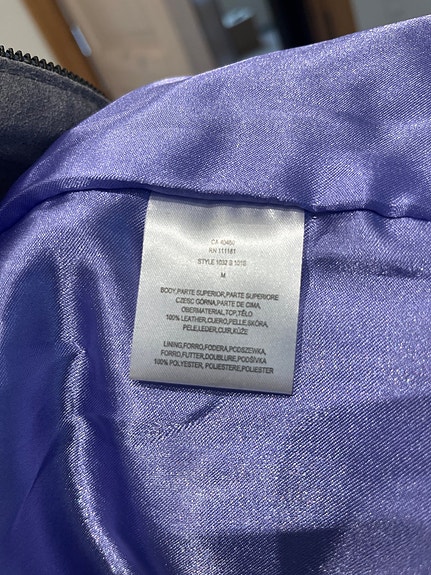 CA 40460
RN 111161
STYLE 1032 B 1018
M
BODY,PARTE SUPERIOR,PARTE SUPERIORE
CZESC GÓRNA,PARTE DE CIMA,
OBERMATERIAL,TOP,TĚLO
100% LEATHER,CUERO,PELLE,SKÓRA,
PELE,LEDER,CUIR,KŮŽE
LINING,FORRO,FODERA,PODSZEWKA,
FORRO,FUTTER,DOUBLURE,PODŠÍVKA
100% POLYESTER, POLIESTERE,POLIESTER